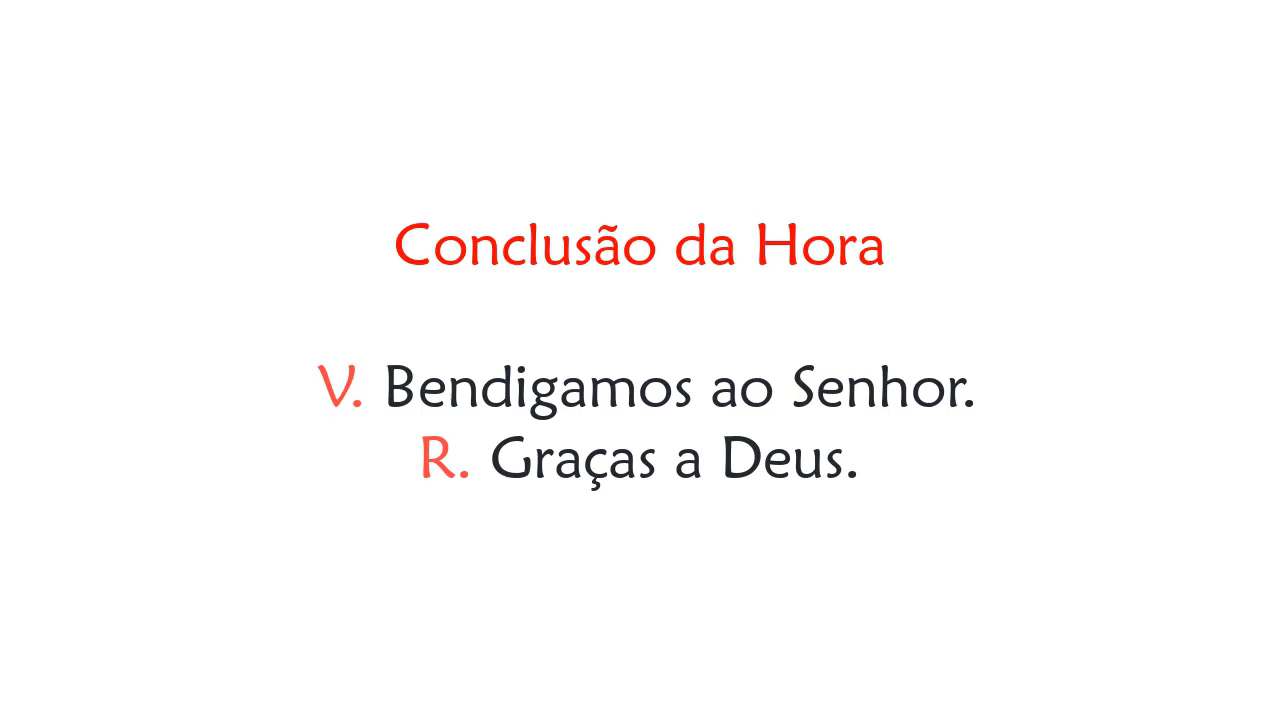 Conclusão da Hora
V. Bendigamos ao Senhor.
R. Graças a Deus.